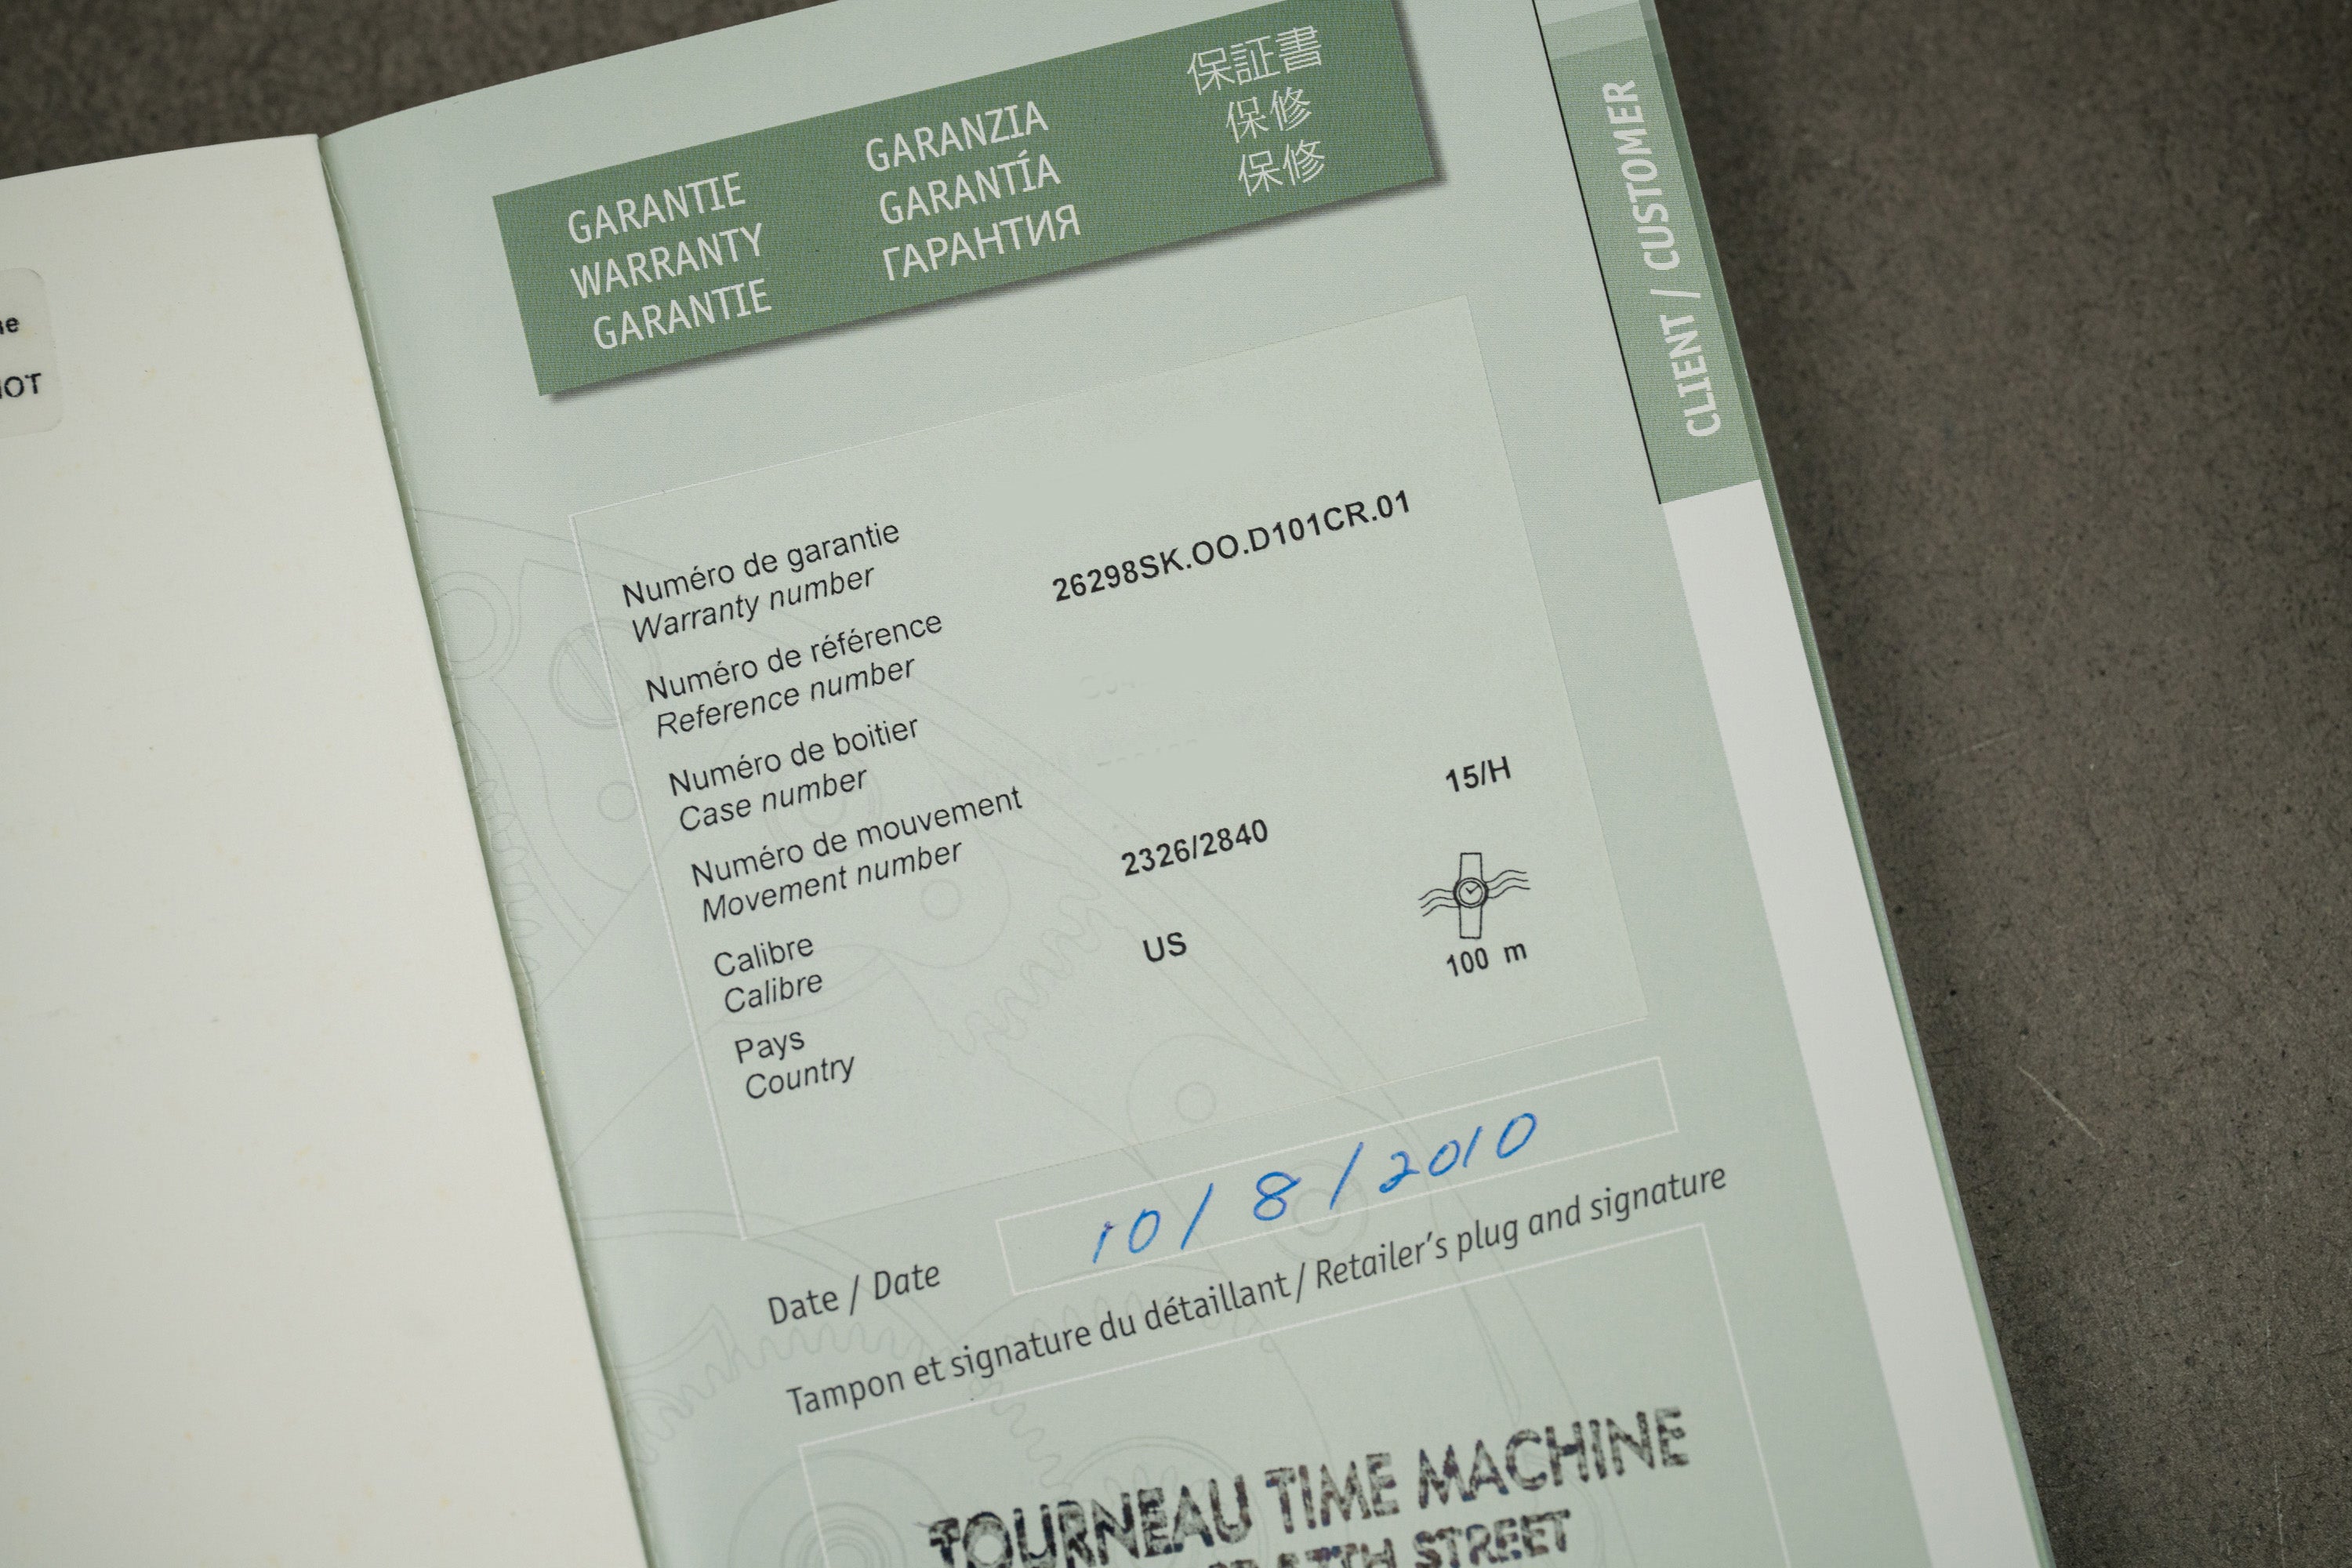 GARANTIE
WARRANTY
GARANTIE
GARANZIA
GARANTÍA
ГАРАНТИЯ
保証書
保修
保修
CLIENT / CUSTOMER
Numéro de garantie
Warranty number
26298SK.OO.D101CR.01
Numéro de référence
Reference number
Numéro de boitier
Case number
15/H
Numéro de mouvement
Movement number
2326/2840
Calibre
Calibre
US
100 m
Pays
Country
Date / Date
10/8/2010
Tampon et signature du détaillant / Retailer's plug and signature
TOURNEAU TIME MACHINE
STREET